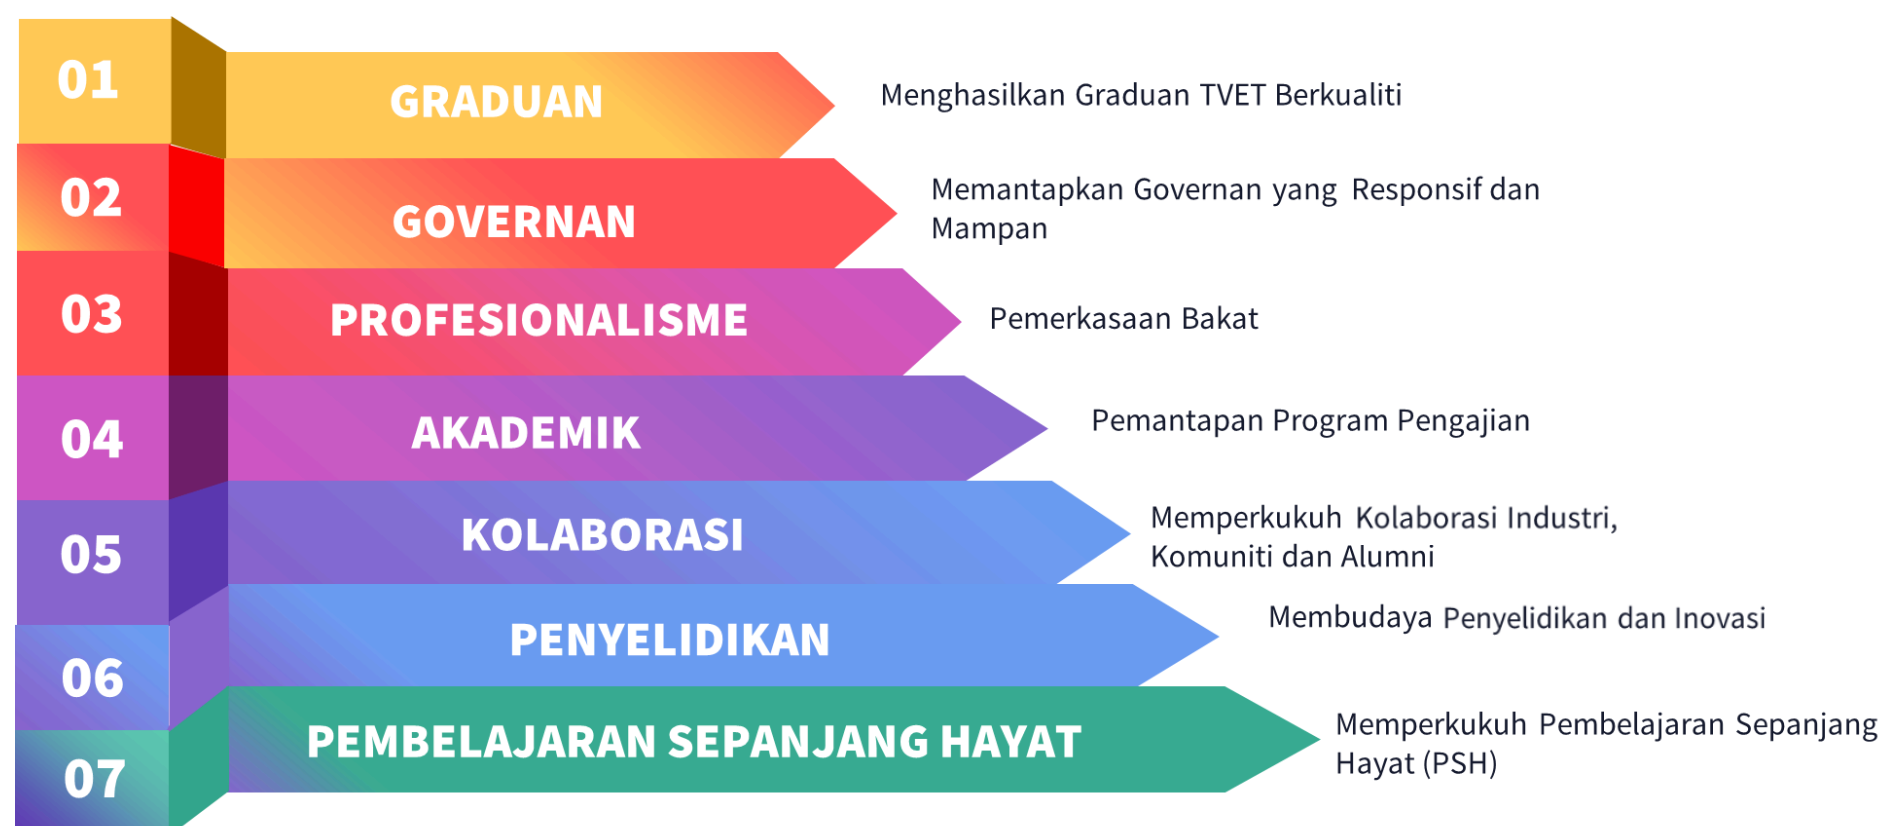 01
GRADUAN
Menghasilkan Graduan TVET Berkualiti
02
GOVERNAN
Memantapkan Governan yang Responsif dan
Mampan
03
PROFESIONALISME
Pemerkasaan Bakat
04
AKADEMIK
Pemantapan Program Pengajian
05
KOLABORASI
Memperkukuh Kolaborasi Industri,
Komuniti dan Alumni
06
PENYELIDIKAN
Membudaya Penyelidikan dan Inovasi
07
PEMBELAJARAN SEPANJANG HAYAT
Memperkukuh Pembelajaran Sepanjang
Hayat (PSH)